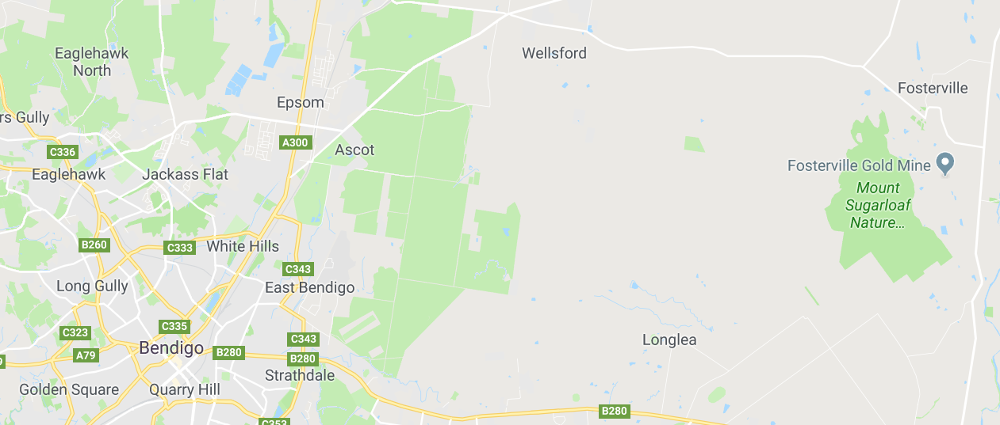 Eaglehawk
North
Wellsford
Fosterville
Epsom
rs Gully
A300
Ascot
C336
Fosterville Gold Mine
Eaglehawk
Jackass Flat
Mount
Sugarloaf
Nature...
B260
C333
White Hills
C343
Long Gully
East Bendigo
C335
C323
C343
Longlea
Bendigo
A79
B280
B280
9
Strathdale
Golden Square
Quarry Hill
B280
C353